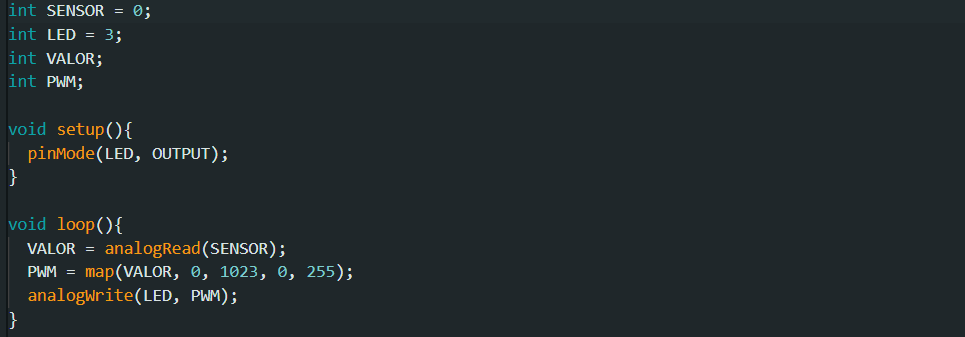 int SENSOR = 0;
int LED = 3;
int VALOR;
int PWM;
void setup(){
  pinMode(LED, OUTPUT);
}
void loop(){
  VALOR = analogRead(SENSOR);
  PWM = map(VALOR, 0, 1023, 0, 255);
  analogWrite(LED, PWM);
}